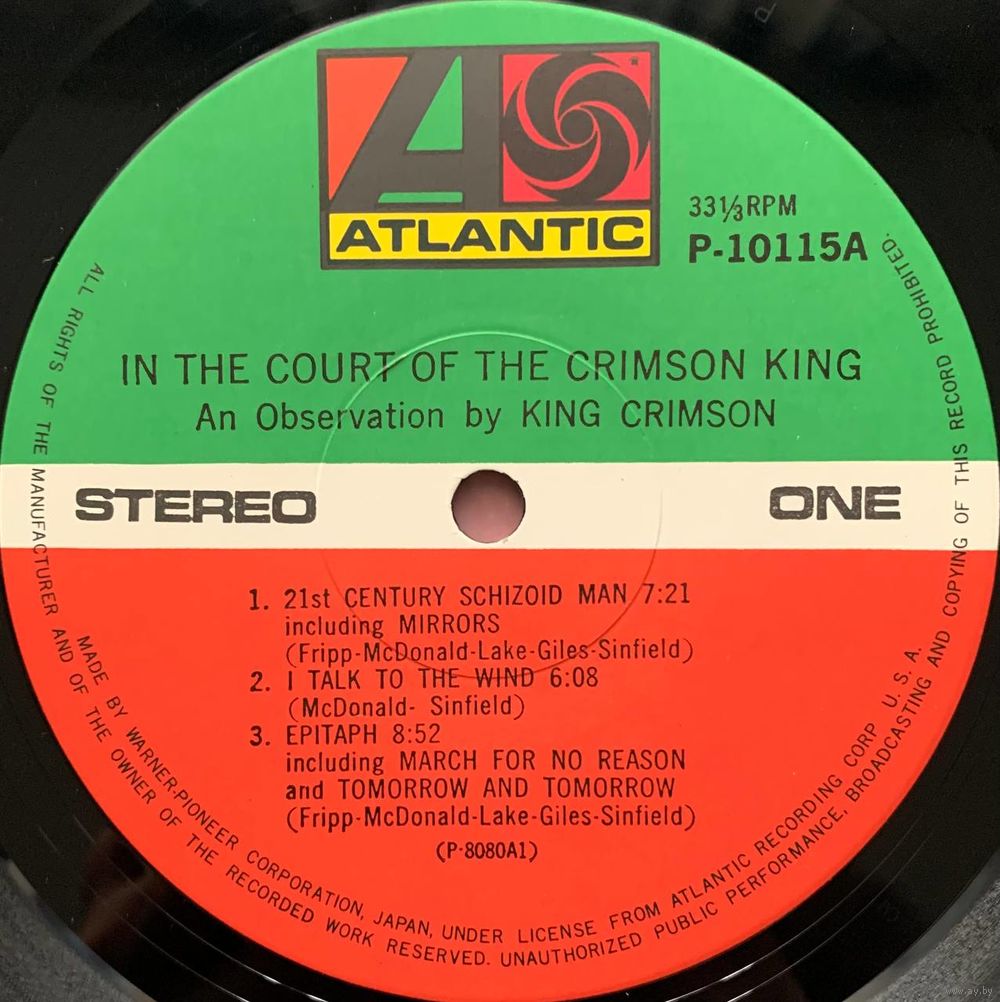 ATLANTIC
33⅓RPM
P-10115A
IN THE COURT OF THE CRIMSON KING
An Observation by KING CRIMSON
STEREO
ONE
1. 21st CENTURY SCHIZOID MAN 7:21
including MIRRORS
(Fripp-McDonald-Lake-Giles-Sinfield)
2. I TALK TO THE WIND 6:08
(McDonald- Sinfield)
3. EPITAPH 8:52
including MARCH FOR NO REASON
and TOMORROW AND TOMORROW
(Fripp-McDonald-Lake-Giles-Sinfield)
(P-8080A1)
MADE BY WARNER-PIONEER CORPORATION, JAPAN, UNDER LICENSE FROM ATLANTIC RECORDING CORP U. S. A.
ALL RIGHTS OF THE MANUFACTURER AND OF THE OWNER OF THE RECORDED WORK RESERVED. UNAUTHORIZED PUBLIC PERFORMANCE, BROADCASTING AND COPYING OF THIS RECORD PROHIBITED.
www.ay.by